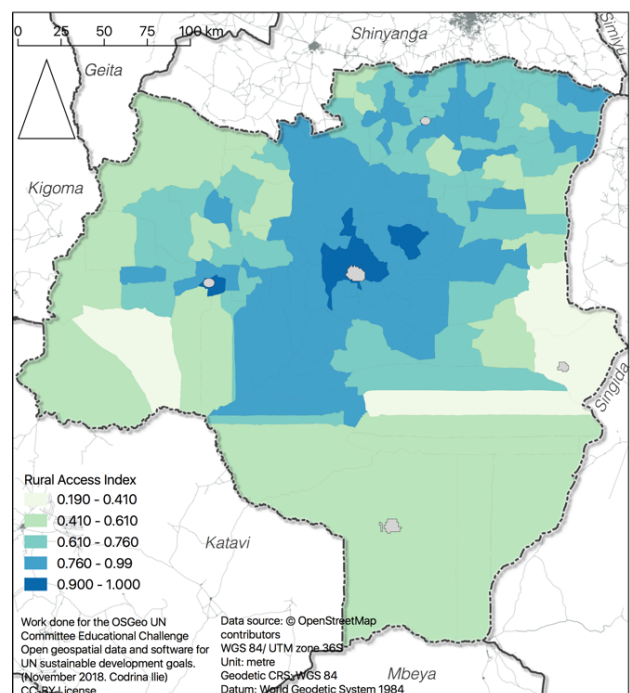 0 25 50 75 100 km
Shinyanga
Simiyu
Geita
Kigoma
Singida
Rural Access Index
0.190 - 0.410
0.410 - 0.610
0.610 - 0.760
0.760 - 0.99
0.900 - 1.000
Katavi
Work done for the OSGeo UN
Committee Educational Challenge
Open geospatial data and software for
UN sustainable development goals.
(November 2018. Codrina Ilie)
CC-BY License
Data source: © OpenStreetMap
contributors
WGS 84/ UTM zone 36S
Unit: metre
Geodetic CRS: WGS 84
Datum: World Geodetic System 1984
Mbeya